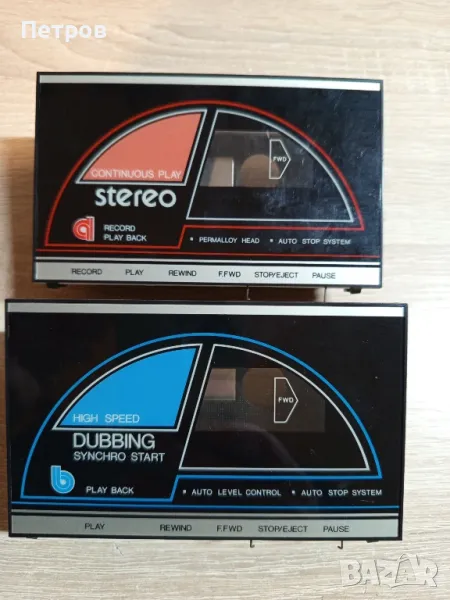 Петров
CONTINUOUS PLAY
stereo
a RECORD
PLAY BACK
• PERMALLOY HEAD • AUTO STOP SYSTEM
FWD
RECORD PLAY REWIND F.FWD STOP/EJECT PAUSE
HIGH SPEED
DUBBING
SYNCHRO START
b PLAY BACK
• AUTO LEVEL CONTROL • AUTO STOP SYSTEM
FWD
PLAY REWIND F.FWD STOP/EJECT PAUSE
BAZAR